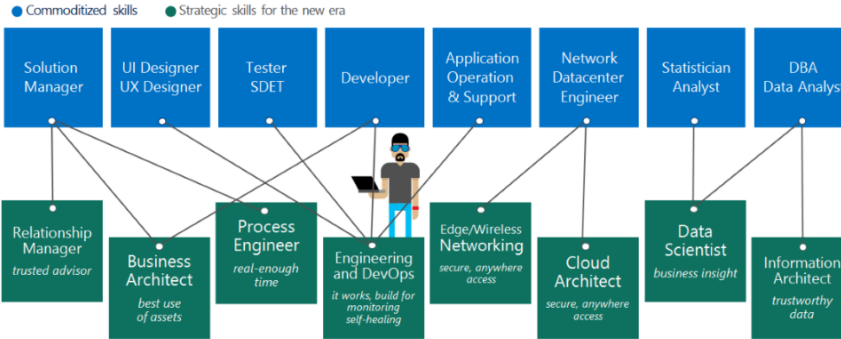 Commoditized skills
Strategic skills for the new era
Solution
Manager
UI Designer
UX Designer
Tester
SDET
Developer
Application
Operation
& Support
Network
Datacenter
Engineer
Statistician
Analyst
DBA
Data Analyst
Relationship
Manager
trusted advisor
Business
Architect
best use
of assets
Process
Engineer
real-enough
time
Engineering
and DevOps
it works, build for
monitoring
self-healing
Edge/Wireless
Networking
secure, anywhere
access
Cloud
Architect
secure, anywhere
access
Data
Scientist
business insight
Information
Architect
trustworthy
data